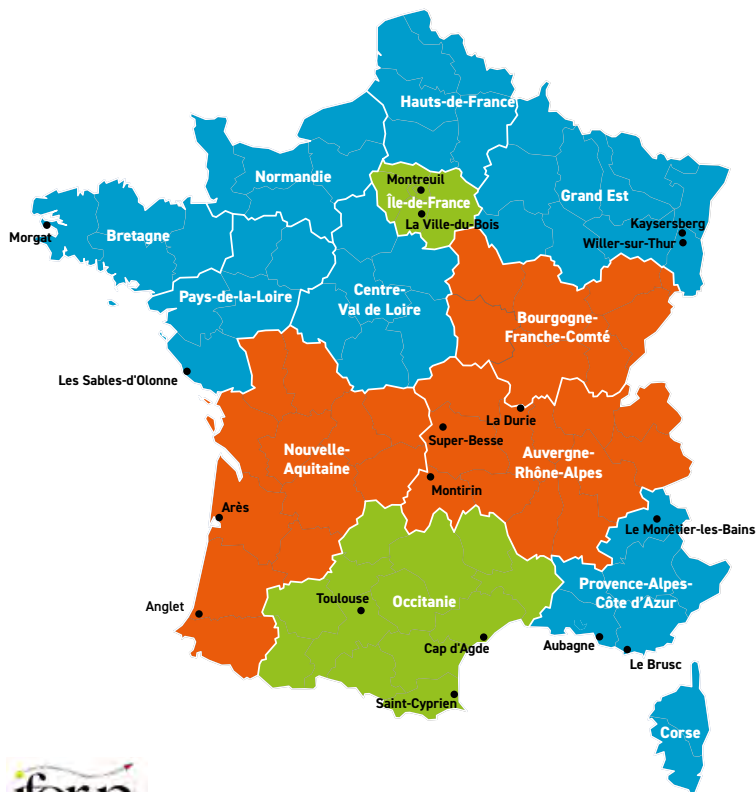 Hauts-de-France
Normandie
Montreuil
Île-de-France
La Ville-du-Bois
Grand Est
Kaysersberg
Willer-sur-Thur
Morgat
Bretagne
Pays-de-la-Loire
Centre-
Val de Loire
Bourgogne-
Franche-Comté
Les Sables-d'Olonne
La Durie
Super-Besse
Nouvelle-
Aquitaine
Auvergne-
Rhône-Alpes
Montirin
Arès
Le Monêtier-les-Bains
Provence-Alpes-
Côte d'Azur
Toulouse
Occitanie
Anglet
Cap d'Agde
Aubagne
Le Brusc
Saint-Cyprien
Corse